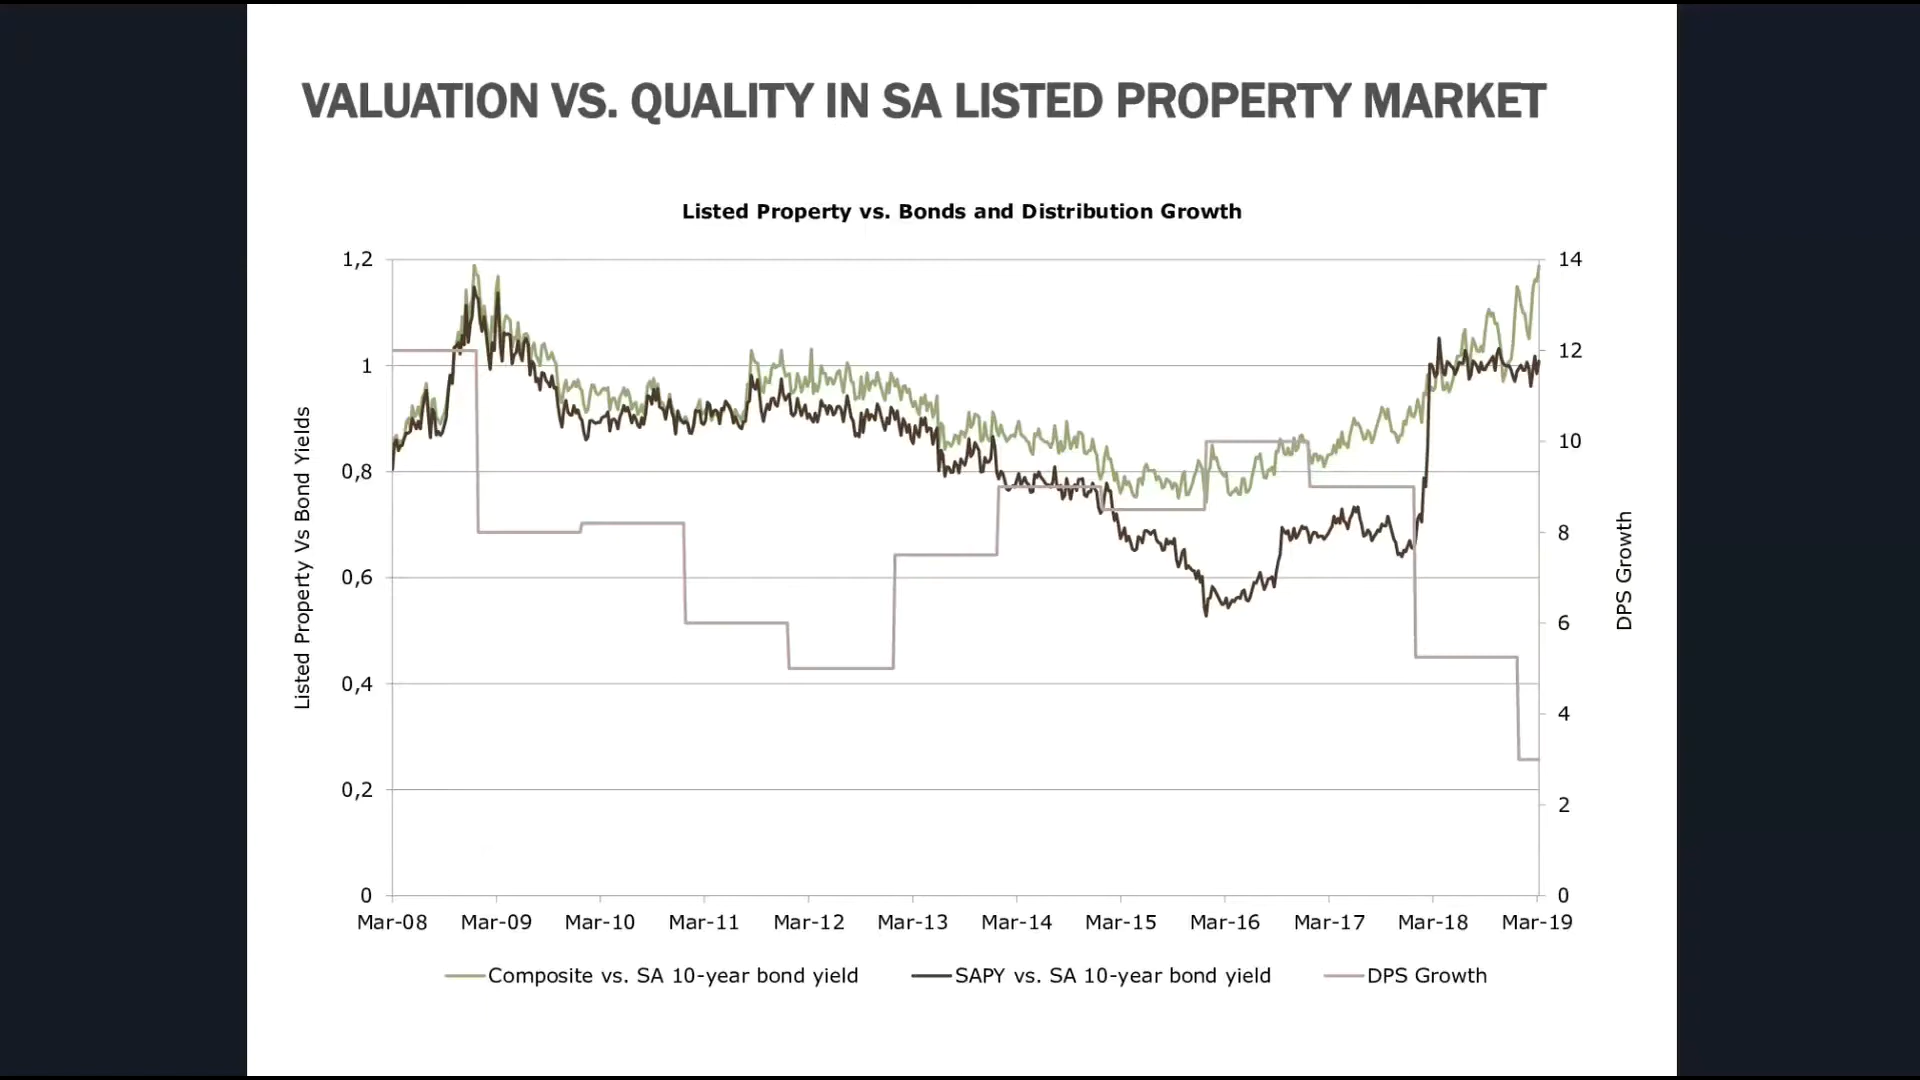 VALUATION VS. QUALITY IN SA LISTED PROPERTY MARKET
Listed Property vs. Bonds and Distribution Growth
Listed Property Vs Bond Yields
1,2
1
0,8
0,6
0,4
0,2
0
14
12
10
8
6
4
2
0
DPS Growth
Mar-08 Mar-09 Mar-10 Mar-11 Mar-12 Mar-13 Mar-14 Mar-15 Mar-16 Mar-17 Mar-18 Mar-19
Composite vs. SA 10-year bond yield SAPY vs. SA 10-year bond yield DPS Growth